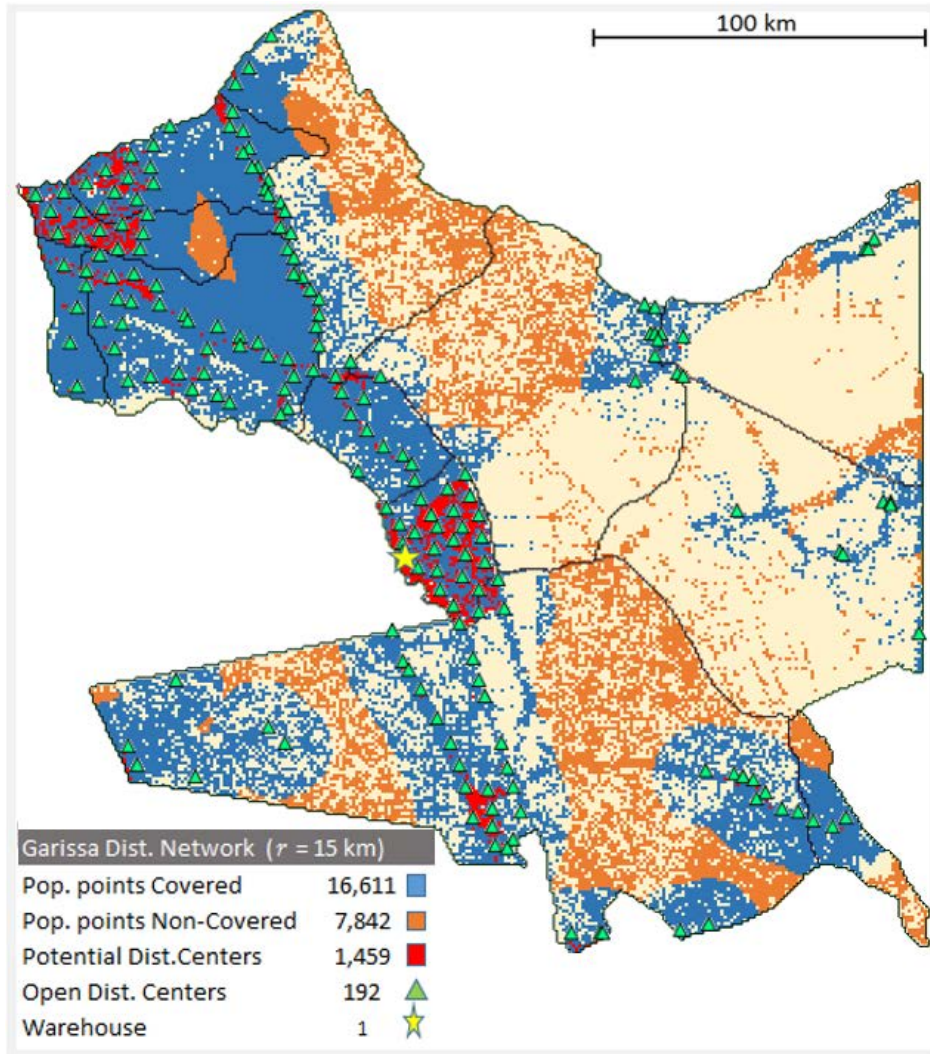 100 km
Garissa Dist. Network (r = 15 km)
Pop. points Covered 16,611
Pop. points Non-Covered 7,842
Potential Dist.Centers 1,459
Open Dist. Centers 192
Warehouse 1